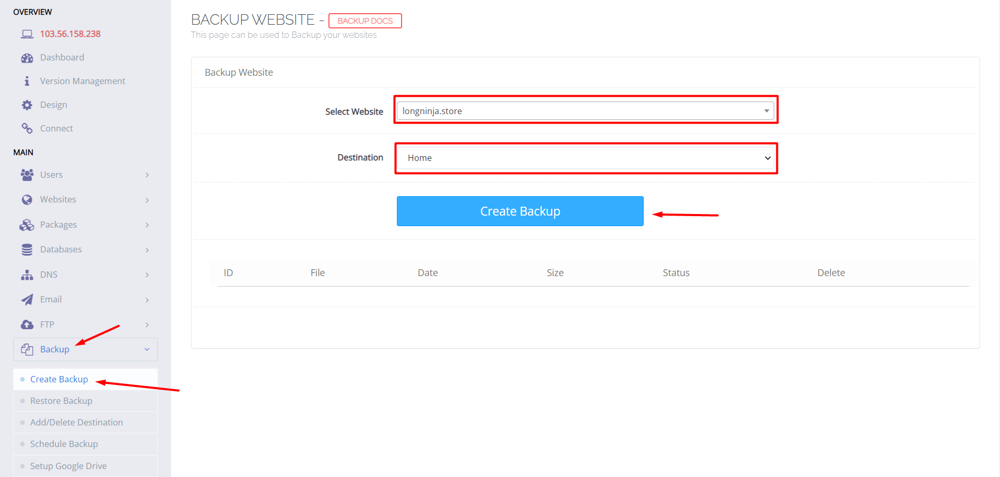 OVERVIEW
103.56.158.238
Dashboard
Version Management
Design
Connect
MAIN
Users
Websites
Packages
Databases
DNS
Email
FTP
Backup
Create Backup
Restore Backup
Add/Delete Destination
Schedule Backup
Setup Google Drive
BACKUP WEBSITE - BACKUP DOCS
This page can be used to Backup your websites
Backup Website
Select Website longninja.store
Destination Home
Create Backup
ID File Date Size Status Delete